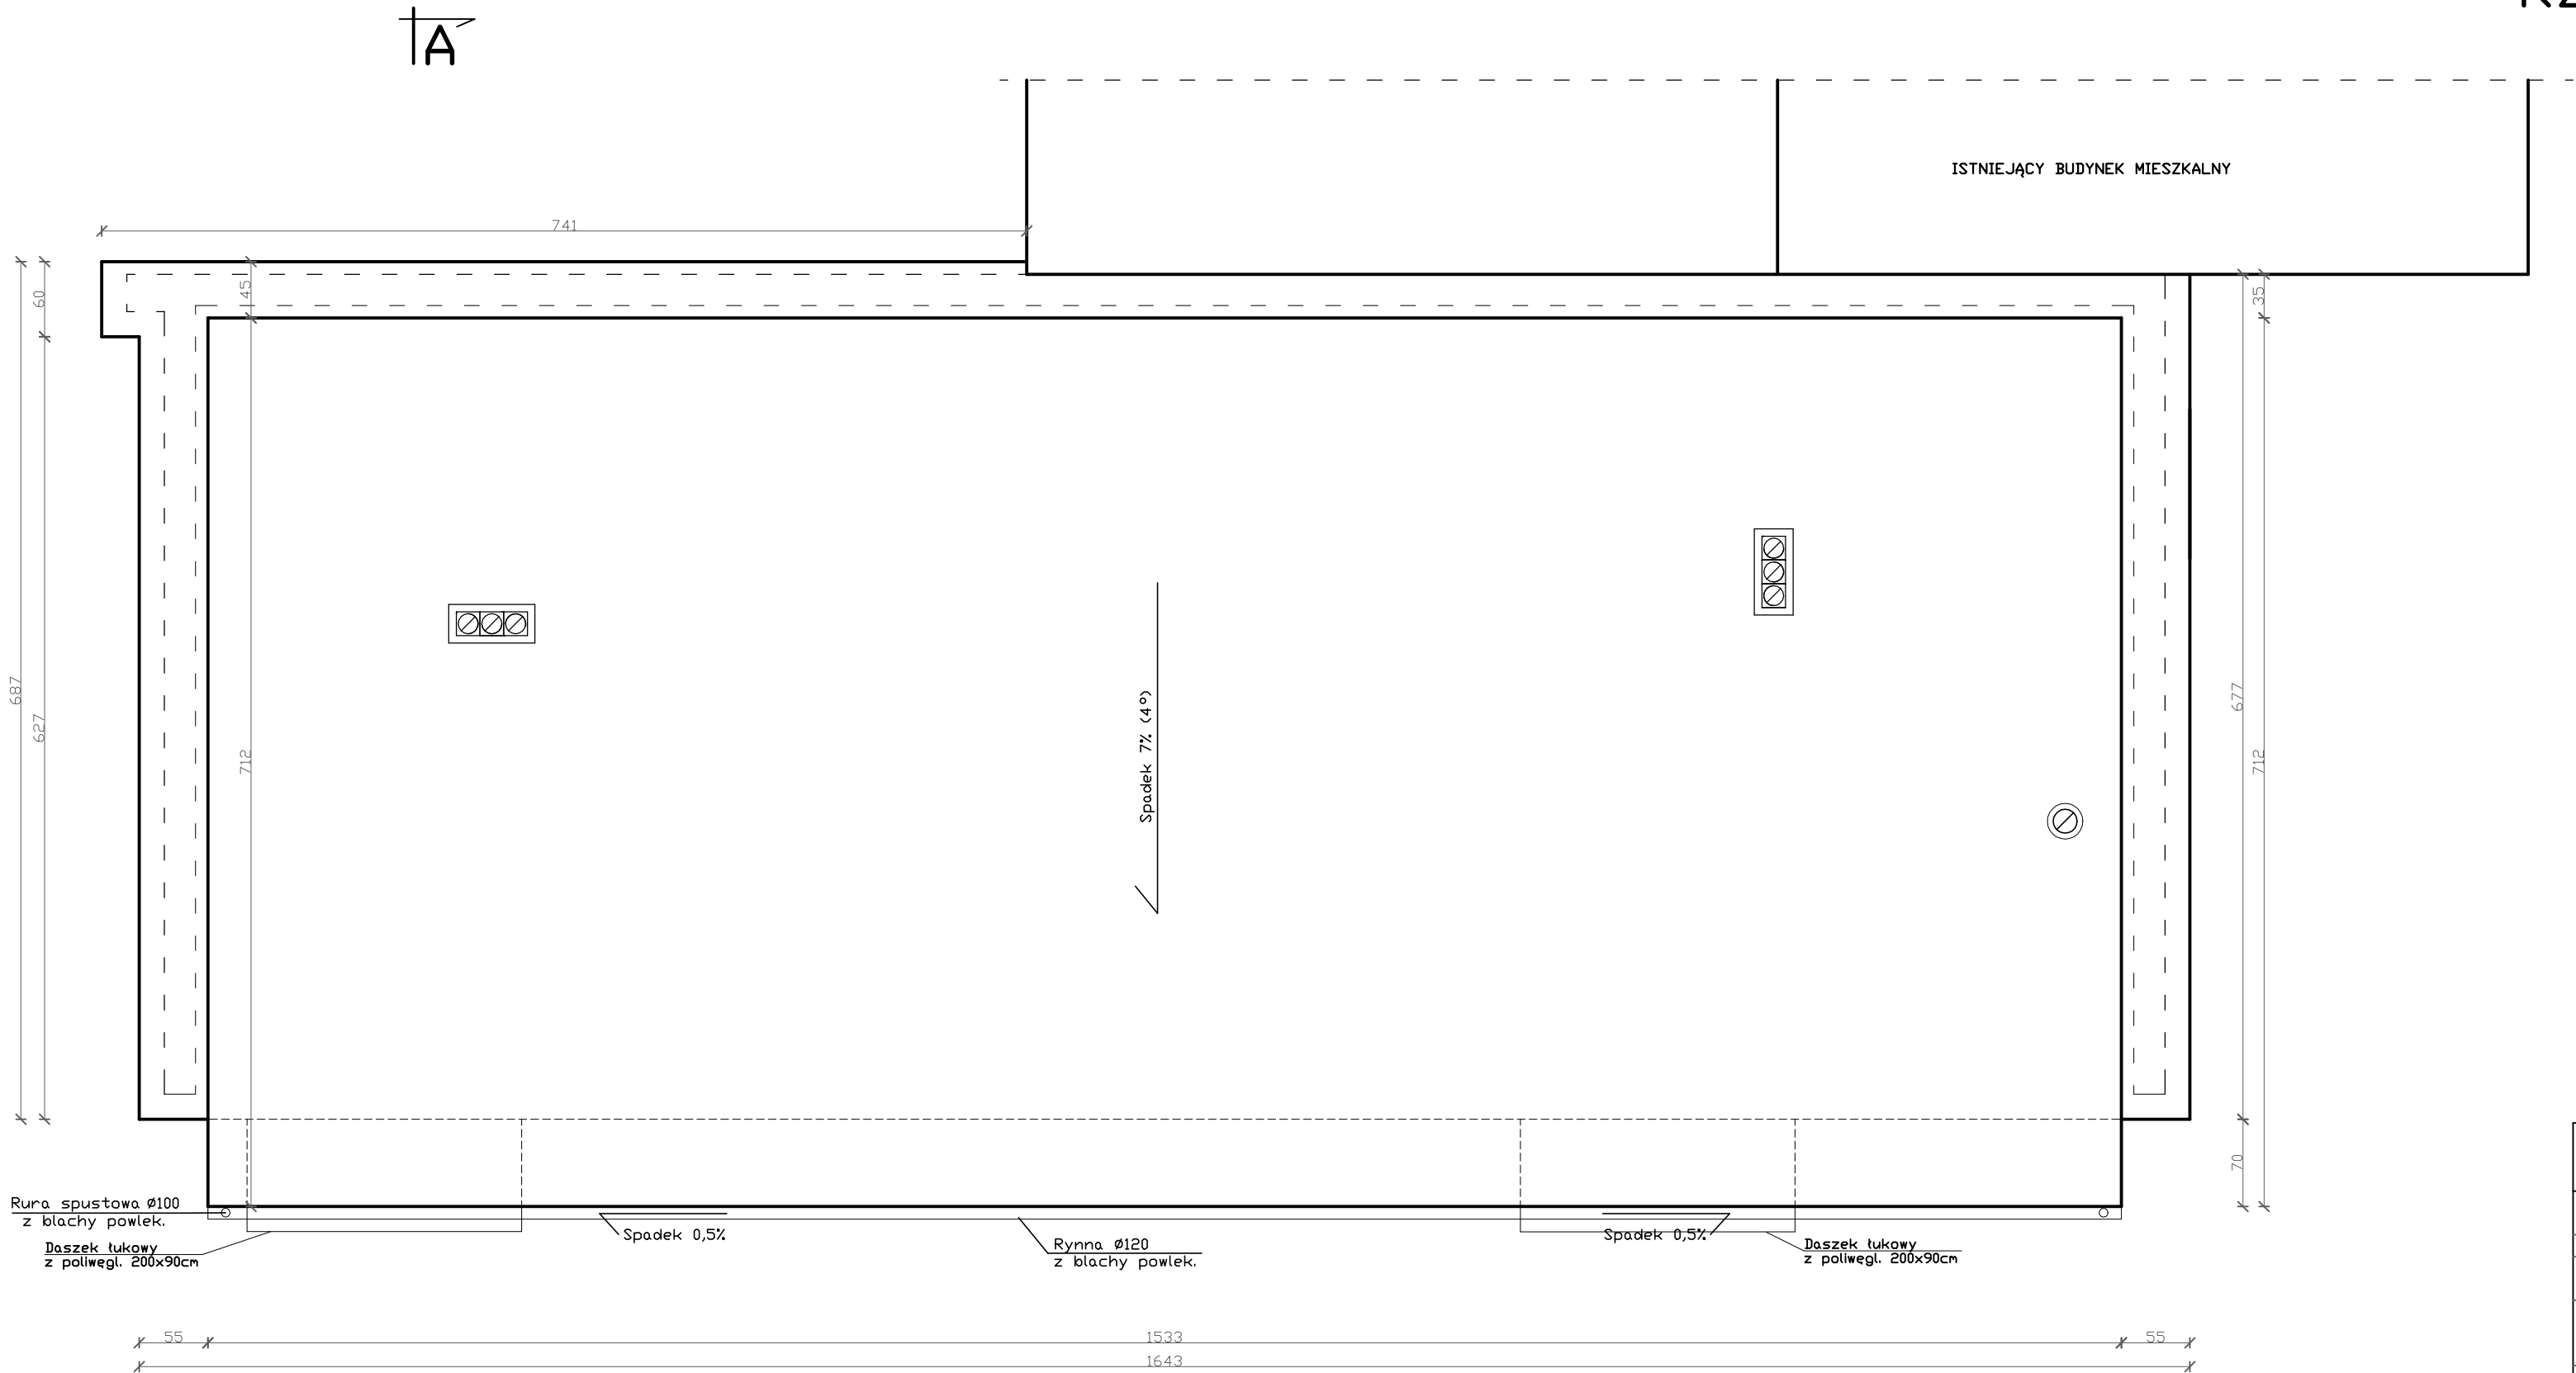 A
ISTNIEJĄCY BUDYNEK MIESZKALNY
741
60
45
35
687
627
712
Spadek 7% (4°)
677
712
70
Rura spustowa Ø100
z blachy powlek.
Daszek łukowy
z poliwęgl. 200x90cm
Spadek 0,5%
Rynna Ø120
z blachy powlek.
Spadek 0,5%
Daszek łukowy
z poliwęgl. 200x90cm
55
1533
55
1643